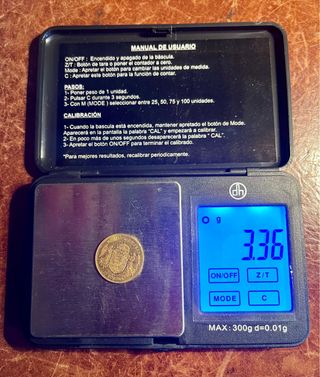 MANUAL DE USUARIO
ON/OFF : Encendido y apagado de la báscula.
Z/T : Botón de tara o poner el contador a cero.
Mode : Apretar el botón para cambiar las unidades de medida.
C : Apretar este botón para la función de contar.
PASOS:
1- Poner peso de 1 unidad.
2- Pulsar C durante 3 segundos.
3- Con M (MODE ) seleccionar entre 25, 50, 75 y 100 unidades.
CALIBRACIÓN
1- Cuando la bascula está encendida, mantener apretado el botón de Mode.
Aparecerá en la pantalla la palabra "CAL" y empezará a calibrar.
2- En poco más de unos segundos desaparecerá la palabra " CAL".
3- Apretar el botón ON/OFF para terminar el calibrado.
*Para mejores resultados, recalibrar periodicamente.
dh
g
3.36
ON/OFF
Z/T
MODE
C
MAX: 300g d=0.01g